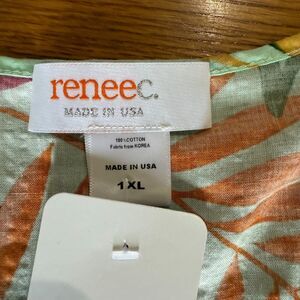 reneeC.
MADE IN USA
100%COTTON
Fabric from KOREA
MADE IN USA
1XL